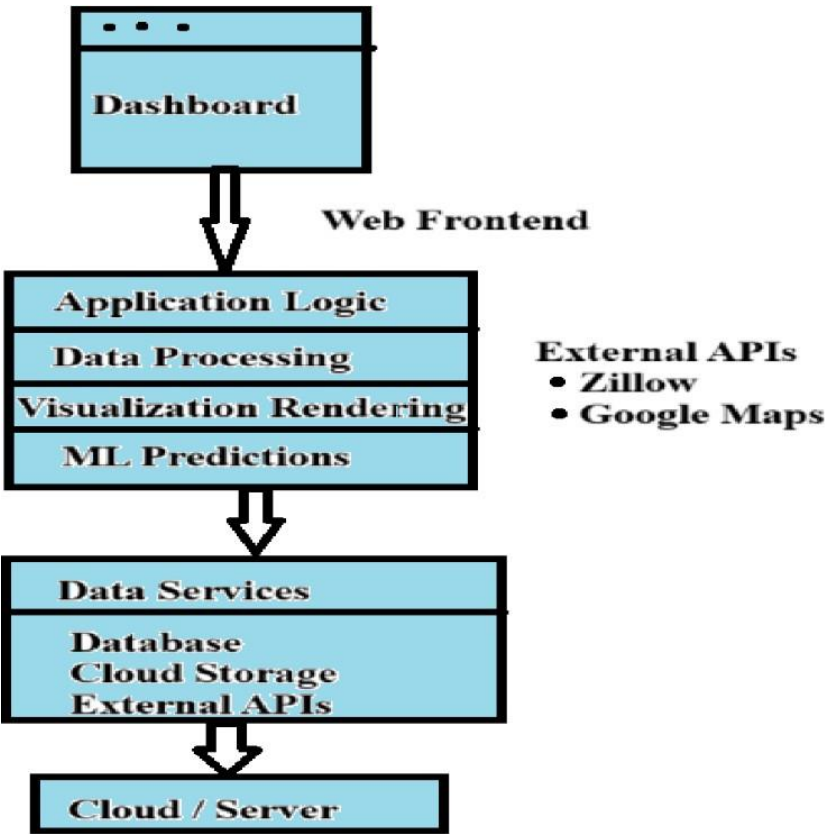 Dashboard
Web Frontend
Application Logic
Data Processing
Visualization Rendering
ML Predictions
External APIs
• Zillow
• Google Maps
Data Services
Database
Cloud Storage
External APIs
Cloud / Server